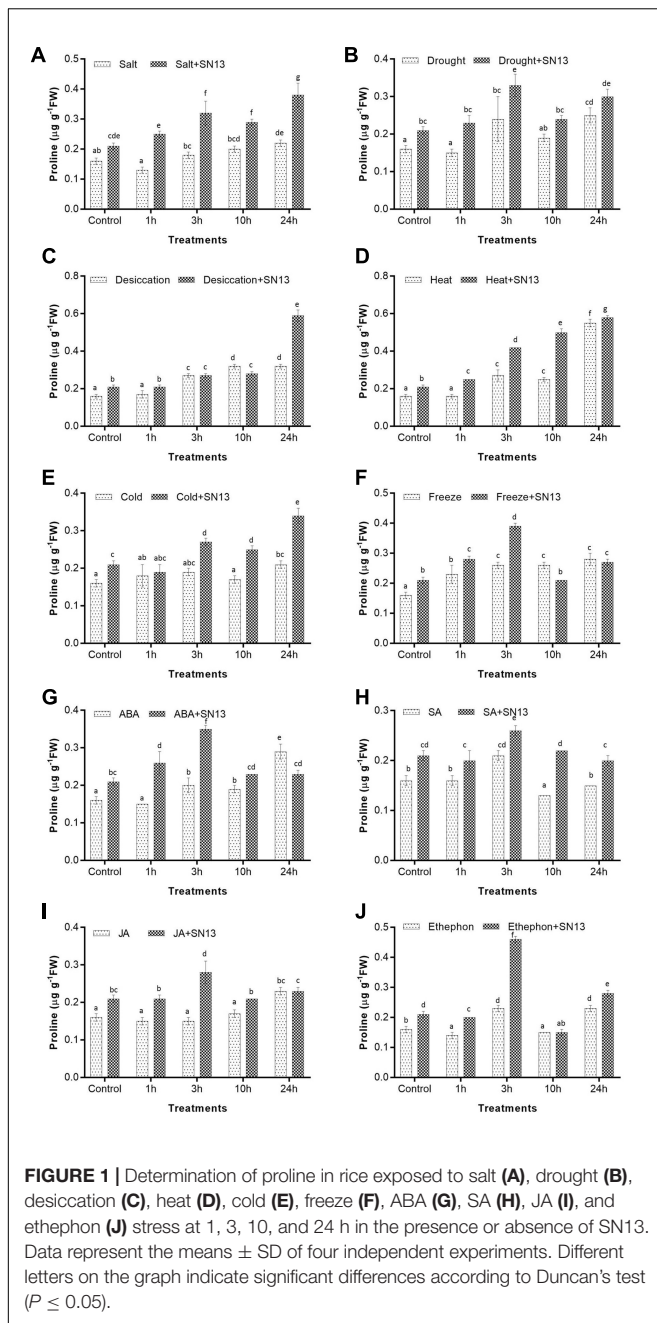 A
Salt Salt+SN13
Proline (µg g⁻¹FW)
0.6
0.4
0.2
0.0
ab cde a e bc f bcd f de g
Control 1h 3h 10h 24h
Treatments
B
Drought Drought+SN13
Proline (µg g⁻¹FW)
0.4
0.3
0.2
0.1
0.0
a bc a bc bc e ab bc cd de
Control 1h 3h 10h 24h
Treatments
C
Desiccation Desiccation+SN13
Proline (µg g⁻¹FW)
0.8
0.6
0.4
0.2
0.0
a b a b c c d c d e
Control 1h 3h 10h 24h
Treatments
D
Heat Heat+SN13
Proline (µg g⁻¹FW)
0.8
0.6
0.4
0.2
0.0
a b a c c d c e f g
Control 1h 3h 10h 24h
Treatments
E
Cold Cold+SN13
Proline (µg g⁻¹FW)
0.4
0.3
0.2
0.1
0.0
a c ab abc abc d a d bc e
Control 1h 3h 10h 24h
Treatments
F
Freeze Freeze+SN13
Proline (µg g⁻¹FW)
0.5
0.4
0.3
0.2
0.1
0.0
a b b c c d c b c c
Control 1h 3h 10h 24h
Treatments
G
ABA ABA+SN13
Proline (µg g⁻¹FW)
0.4
0.3
0.2
0.1
0.0
a bc a d b f b cd e cd
Control 1h 3h 10h 24h
Treatments
H
SA SA+SN13
Proline (µg g⁻¹FW)
0.3
0.2
0.1
0.0
b cd b c cd e a d b c
Control 1h 3h 10h 24h
Treatments
I
JA JA+SN13
Proline (µg g⁻¹FW)
0.4
0.3
0.2
0.1
0.0
a bc a b a d a b bc c
Control 1h 3h 10h 24h
Treatments
J
Ethephon Ethephon+SN13
Proline (µg g⁻¹FW)
0.5
0.4
0.3
0.2
0.1
0.0
b d a c d f a ab d e
Control 1h 3h 10h 24h
Treatments
FIGURE 1 | Determination of proline in rice exposed to salt (A), drought (B),
desiccation (C), heat (D), cold (E), freeze (F), ABA (G), SA (H), JA (I), and
ethephon (J) stress at 1, 3, 10, and 24 h in the presence or absence of SN13.
Data represent the means ± SD of four independent experiments. Different
letters on the graph indicate significant differences according to Duncan's test
(P ≤ 0.05).